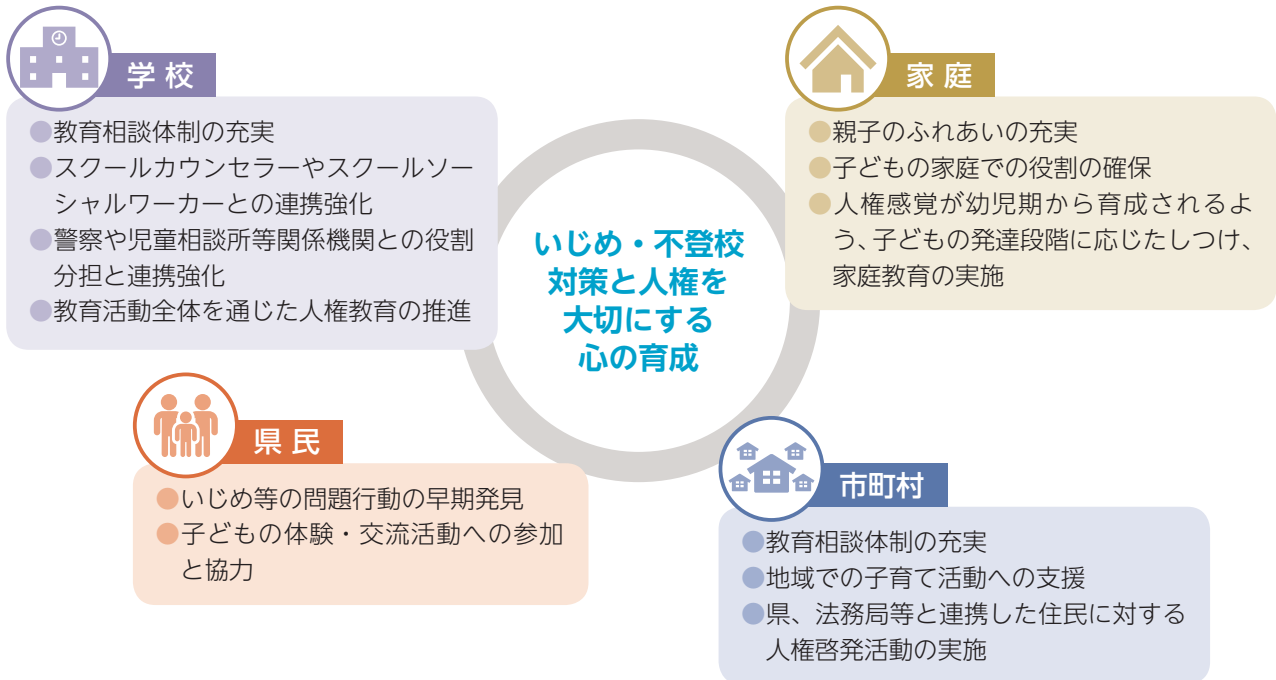 学校
●教育相談体制の充実
●スクールカウンセラーやスクールソー
シャルワーカーとの連携強化
●警察や児童相談所等関係機関との役割
分担と連携強化
●教育活動全体を通じた人権教育の推進
家庭
●親子のふれあいの充実
●子どもの家庭での役割の確保
●人権感覚が幼児期から育成されるよ
う、子どもの発達段階に応じたしつけ、
家庭教育の実施
いじめ・不登校
対策と人権を
大切にする
心の育成
県民
●いじめ等の問題行動の早期発見
●子どもの体験・交流活動への参加
と協力
市町村
●教育相談体制の充実
●地域での子育て活動への支援
●県、法務局等と連携した住民に対する
人権啓発活動の実施